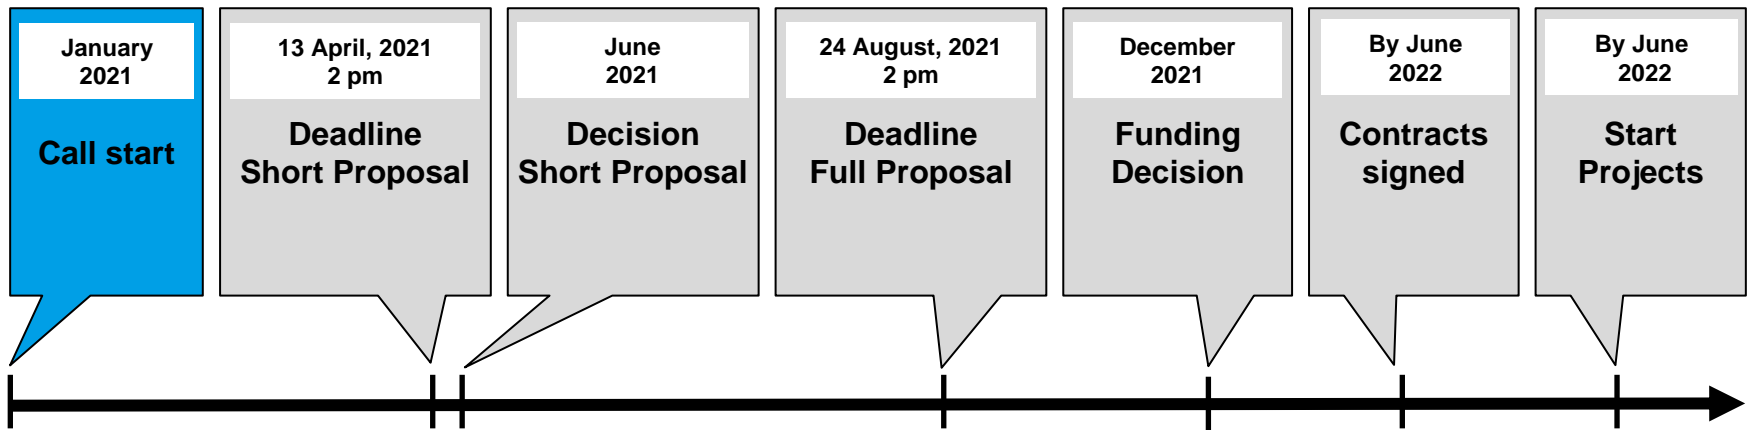 January
2021
Call start
13 April, 2021
2 pm
Deadline
Short Proposal
June
2021
Decision
Short Proposal
24 August, 2021
2 pm
Deadline
Full Proposal
December
2021
Funding
Decision
By June
2022
Contracts
signed
By June
2022
Start
Projects